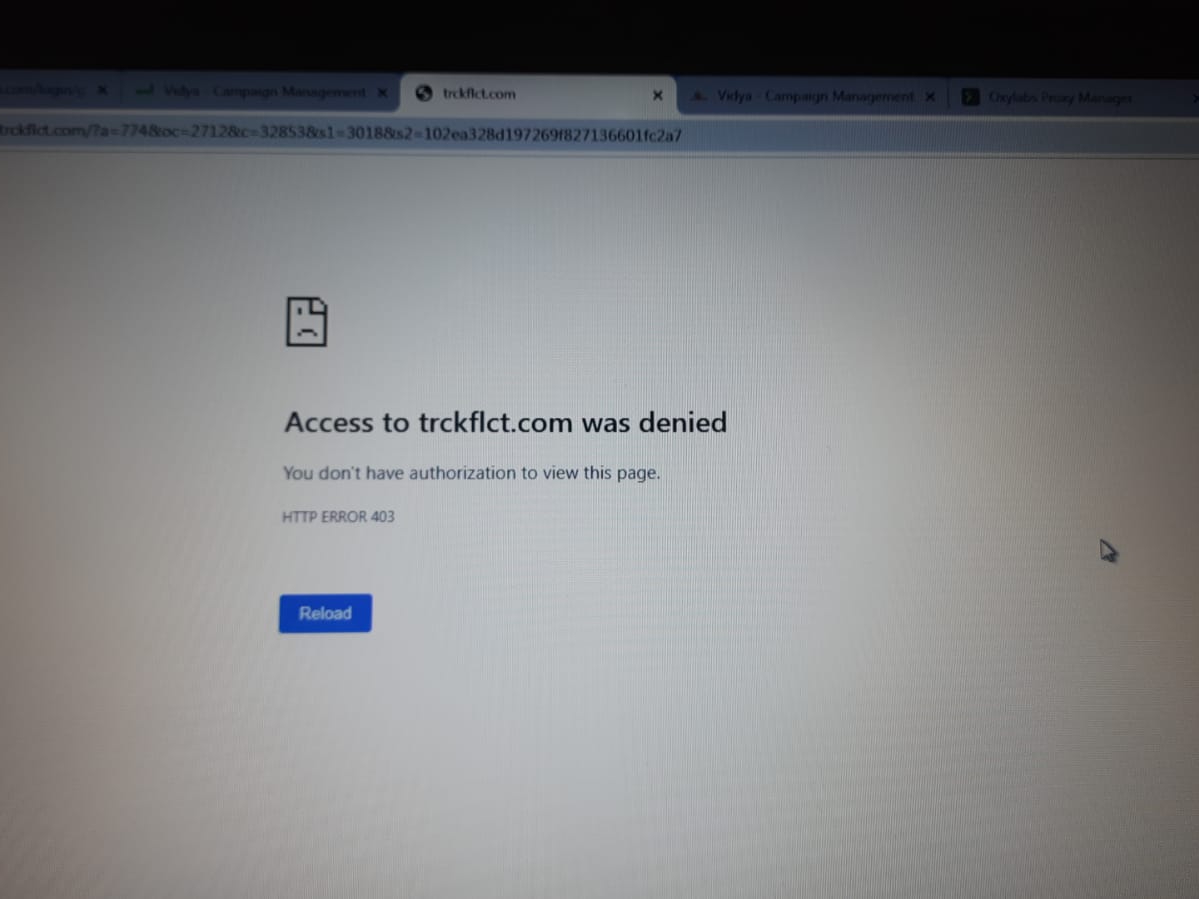 .com/login/
Vidya - Campaign Management
trckflct.com
Vidya - Campaign Management
Oxylabs Proxy Manager
trckflct.com/?a=774&oc=2712&c=32853&s1=3018&s2=102ea328d197269f827136601fc2a7
Access to trckflct.com was denied
You don't have authorization to view this page.
HTTP ERROR 403
Reload